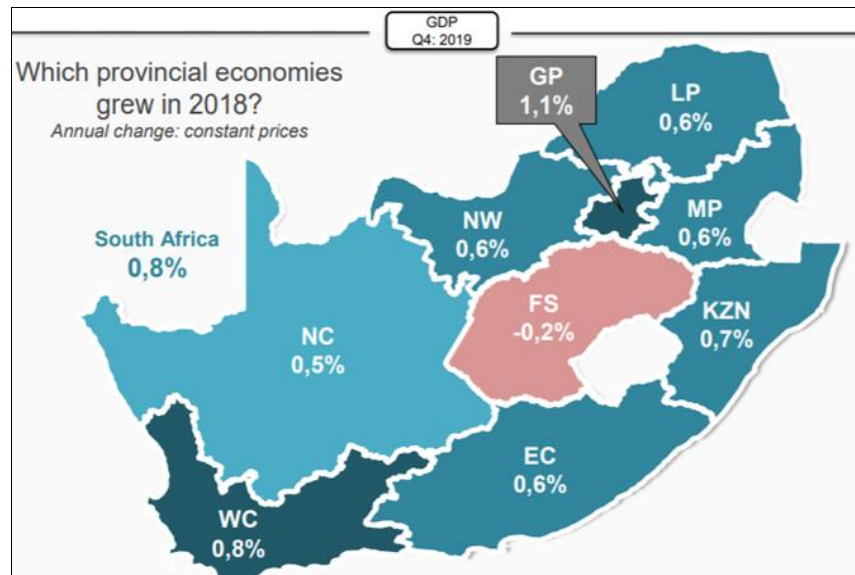 GDP
Q4: 2019
Which provincial economies
grew in 2018?
Annual change: constant prices
GP
1,1%
LP
0,6%
NW
0,6%
MP
0,6%
South Africa
0,8%
FS
-0,2%
KZN
0,7%
NC
0,5%
EC
0,6%
WC
0,8%